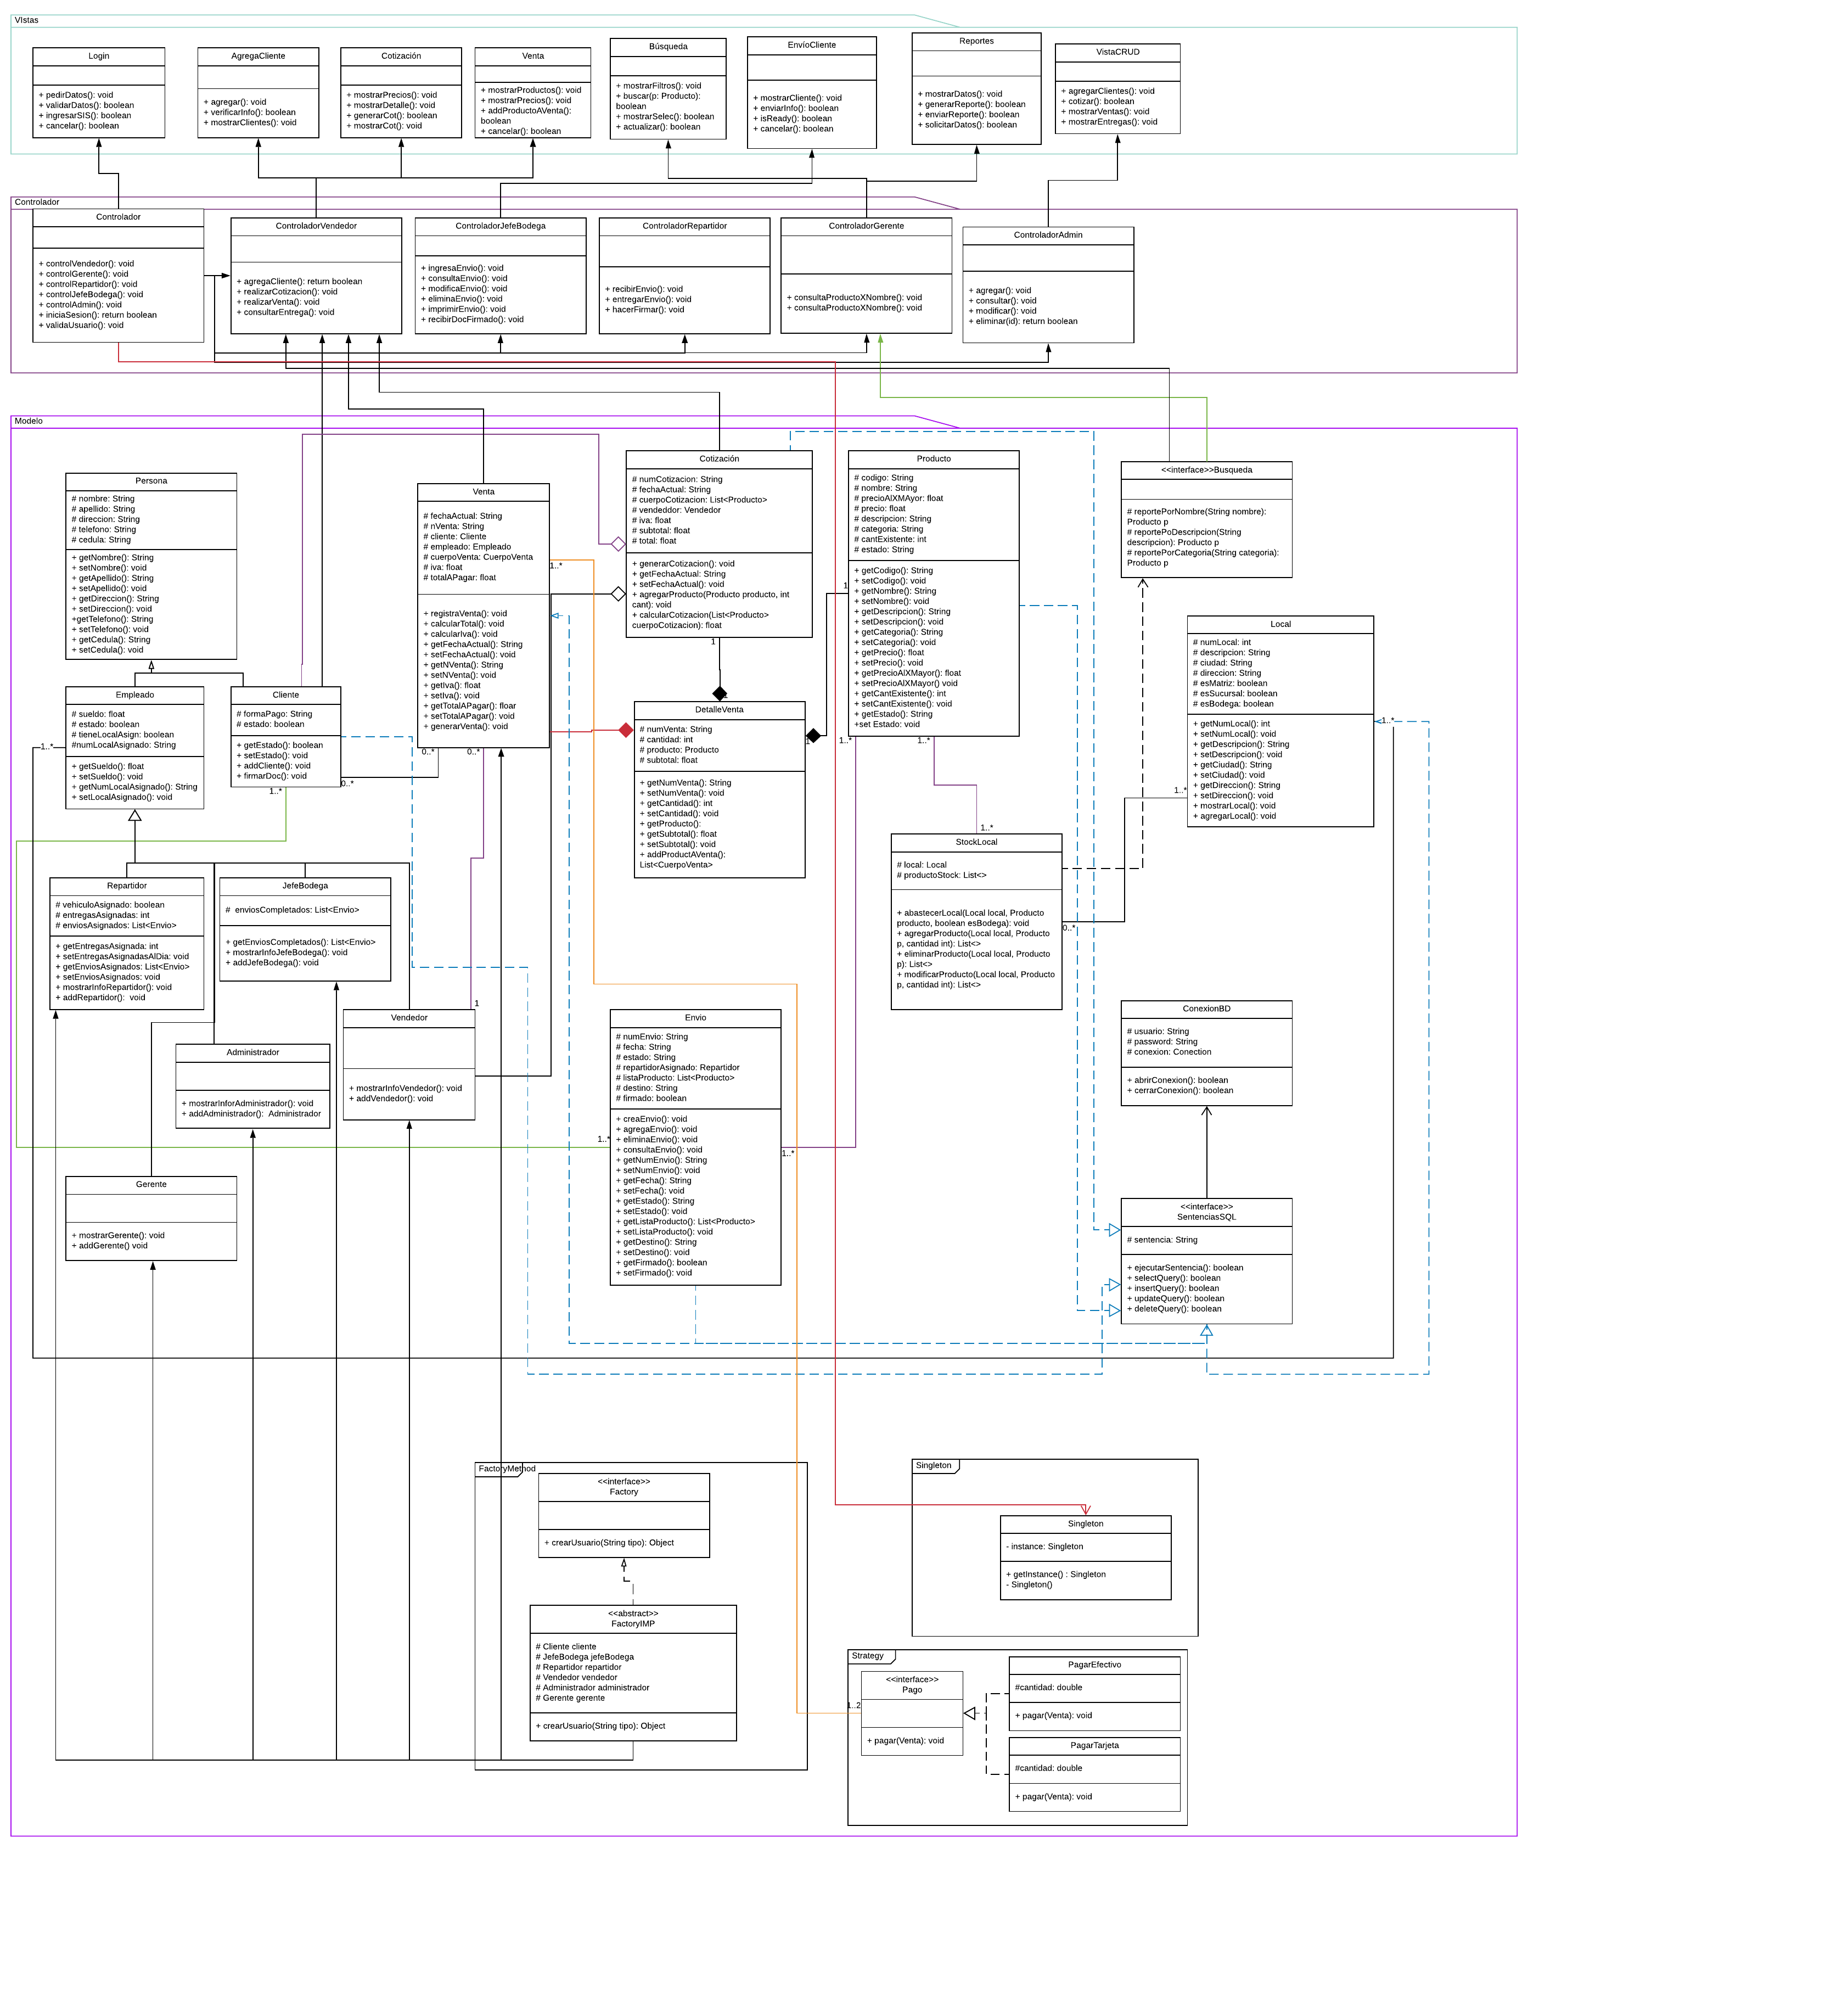 VIstas
Login
+ pedirDatos(): void
+ validarDatos(): boolean
+ ingresarSIS(): boolean
+ cancelar(): boolean
AgregaCliente
+ agregar(): void
+ verificarInfo(): boolean
+ mostrarClientes(): void
Cotización
+ mostrarPrecios(): void
+ mostrarDetalle(): void
+ generarCot(): boolean
+ mostrarCot(): void
Venta
+ mostrarProductos(): void
+ mostrarPrecios(): void
+ addProductoAVenta():
boolean
+ cancelar(): boolean
Búsqueda
+ mostrarFiltros(): void
+ buscar(p: Producto):
boolean
+ mostrarSelec(): boolean
+ actualizar(): boolean
EnvíoCliente
+ mostrarCliente(): void
+ enviarInfo(): boolean
+ isReady(): boolean
+ cancelar(): boolean
Reportes
+ mostrarDatos(): void
+ generarReporte(): boolean
+ enviarReporte(): boolean
+ solicitarDatos(): boolean
VistaCRUD
+ agregarClientes(): void
+ cotizar(): boolean
+ mostrarVentas(): void
+ mostrarEntregas(): void
Controlador
Controlador
+ controlVendedor(): void
+ controlGerente(): void
+ controlRepartidor(): void
+ controlJefeBodega(): void
+ controlAdmin(): void
+ iniciaSesion(): return boolean
+ validaUsuario(): void
ControladorVendedor
+ agregaCliente(): return boolean
+ realizarCotizacion(): void
+ realizarVenta(): void
+ consultarEntrega(): void
ControladorJefeBodega
+ ingresaEnvio(): void
+ consultaEnvio(): void
+ modificaEnvio(): void
+ eliminaEnvio(): void
+ imprimirEnvio(): void
+ recibirDocFirmado(): void
ControladorRepartidor
+ recibirEnvio(): void
+ entregarEnvio(): void
+ hacerFirmar(): void
ControladorGerente
+ consultaProductoXNombre(): void
+ consultaProductoXNombre(): void
ControladorAdmin
+ agregar(): void
+ consultar(): void
+ modificar(): void
+ eliminar(id): return boolean
Modelo
Persona
# nombre: String
# apellido: String
# direccion: String
# telefono: String
# cedula: String
+ getNombre(): String
+ setNombre(): void
+ getApellido(): String
+ setApellido(): void
+ getDireccion(): String
+ setDireccion(): void
+getTelefono(): String
+ setTelefono(): void
+ getCedula(): String
+ setCedula(): void
Venta
# fechaActual: String
# nVenta: String
# cliente: Cliente
# empleado: Empleado
# cuerpoVenta: CuerpoVenta
# iva: float
# totalAPagar: float
+ registraVenta(): void
+ calcularTotal(): void
+ calcularIva(): void
+ getFechaActual(): String
+ setFechaActual(): void
+ getNVenta(): String
+ setNVenta(): void
+ getIva(): float
+ setIva(): void
+ getTotalAPagar(): floar
+ setTotalAPagar(): void
+ generarVenta(): void
Cotización
# numCotizacion: String
# fechaActual: String
# cuerpoCotizacion: List<Producto>
# vendeddor: Vendedor
# iva: float
# subtotal: float
# total: float
+ generarCotizacion(): void
+ getFechaActual: String
+ setFechaActual(): void
+ agregarProducto(Producto producto, int
cant): void
+ calcularCotizacion(List<Producto>
cuerpoCotizacion): float
Producto
# codigo: String
# nombre: String
# precioAlXMAyor: float
# precio: float
# descripcion: String
# categoria: String
# cantExistente: int
# estado: String
+ getCodigo(): String
+ setCodigo(): void
+ getNombre(): String
+ setNombre(): void
+ getDescripcion(): String
+ setDescripcion(): void
+ getCategoria(): String
+ setCategoria(): void
+ getPrecio(): float
+ setPrecio(): void
+ getPrecioAlXMayor(): float
+ setPrecioAlXMayor() void
+ getCantExistente(): int
+ setCantExistente(): void
+ getEstado(): String
+set Estado: void
<<interface>>Busqueda
# reportePorNombre(String nombre):
Producto p
# reportePoDescripcion(String
descripcion): Producto p
# reportePorCategoria(String categoria):
Producto p
Local
# numLocal: int
# descripcion: String
# ciudad: String
# direccion: String
# esMatriz: boolean
# esSucursal: boolean
# esBodega: boolean
+ getNumLocal(): int
+ setNumLocal(): void
+ getDescripcion(): String
+ setDescripcion(): void
+ getCiudad(): String
+ setCiudad(): void
+ getDireccion(): String
+ setDireccion(): void
+ mostrarLocal(): void
+ agregarLocal(): void
1..*
1
1
1
1..*
Empleado
# sueldo: float
# estado: boolean
# tieneLocalAsign: boolean
#numLocalAsignado: String
+ getSueldo(): float
+ setSueldo(): void
+ getNumLocalAsignado(): String
+ setLocalAsignado(): void
Cliente
# formaPago: String
# estado: boolean
+ getEstado(): boolean
+ setEstado(): void
+ addCliente(): void
+ firmarDoc(): void
DetalleVenta
# numVenta: String
# cantidad: int
# producto: Producto
# subtotal: float
+ getNumVenta(): String
+ setNumVenta(): void
+ getCantidad(): int
+ setCantidad(): void
+ getProducto():
+ getSubtotal(): float
+ setSubtotal(): void
+ addProductAVenta():
List<CuerpoVenta>
1..*
0..*
0..*
0..*
1..*
1..*
1..*
1..*
1..*
0..*
StockLocal
# local: Local
# productoStock: List<>
+ abastecerLocal(Local local, Producto
producto, boolean esBodega): void
+ agregarProducto(Local local, Producto
p, cantidad int): List<>
+ eliminarProducto(Local local, Producto
p): List<>
+ modificarProducto(Local local, Producto
p, cantidad int): List<>
Repartidor
# vehiculoAsignado: boolean
# entregasAsignadas: int
# enviosAsignados: List<Envio>
+ getEntregasAsignada: int
+ setEntregasAsignadasAlDia: void
+ getEnviosAsignados: List<Envio>
+ setEnviosAsignados: void
+ mostrarInfoRepartidor(): void
+ addRepartidor(): void
JefeBodega
# enviosCompletados: List<Envio>
+ getEnviosCompletados(): List<Envio>
+ mostrarInfoJefeBodega(): void
+ addJefeBodega(): void
1
Vendedor
+ mostrarInfoVendedor(): void
+ addVendedor(): void
Administrador
+ mostrarInforAdministrador(): void
+ addAdministrador(): Administrador
Gerente
+ mostrarGerente(): void
+ addGerente() void
Envio
# numEnvio: String
# fecha: String
# estado: String
# repartidorAsignado: Repartidor
# listaProducto: List<Producto>
# destino: String
# firmado: boolean
+ creaEnvio(): void
+ agregaEnvio(): void
+ eliminaEnvio(): void
+ consultaEnvio(): void
+ getNumEnvio(): String
+ setNumEnvio(): void
+ getFecha(): String
+ setFecha(): void
+ getEstado(): String
+ setEstado(): void
+ getListaProducto(): List<Producto>
+ setListaProducto(): void
+ getDestino(): String
+ setDestino(): void
+ getFirmado(): boolean
+ setFirmado(): void
1..*
1..*
ConexionBD
# usuario: String
# password: String
# conexion: Conection
+ abrirConexion(): boolean
+ cerrarConexion(): boolean
<<interface>>
SentenciasSQL
# sentencia: String
+ ejecutarSentencia(): boolean
+ selectQuery(): boolean
+ insertQuery(): boolean
+ updateQuery(): boolean
+ deleteQuery(): boolean
FactoryMethod
<<interface>>
Factory
+ crearUsuario(String tipo): Object
<<abstract>>
FactoryIMP
# Cliente cliente
# JefeBodega jefeBodega
# Repartidor repartidor
# Vendedor vendedor
# Administrador administrador
# Gerente gerente
+ crearUsuario(String tipo): Object
Singleton
Singleton
- instance: Singleton
+ getInstance() : Singleton
- Singleton()
Strategy
<<interface>>
Pago
1..2
+ pagar(Venta): void
PagarEfectivo
#cantidad: double
+ pagar(Venta): void
PagarTarjeta
#cantidad: double
+ pagar(Venta): void